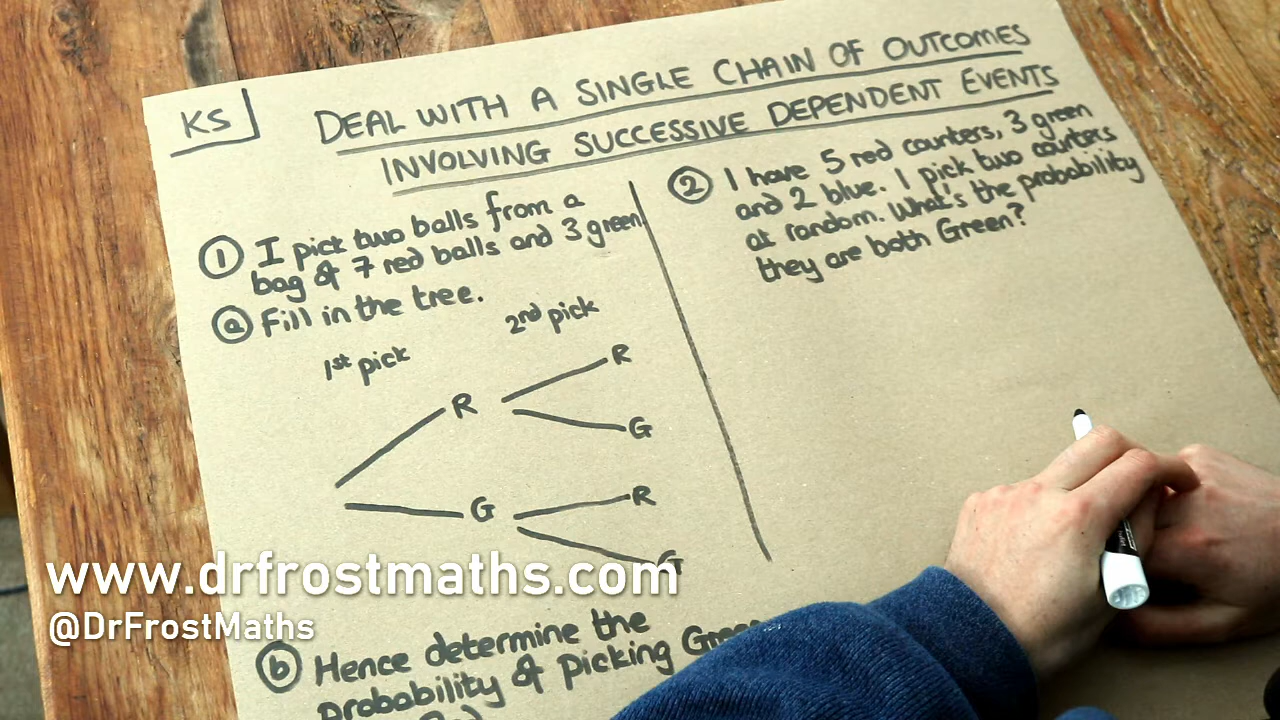 KS
DEAL WITH A SINGLE CHAIN OF OUTCOMES
INVOLVING SUCCESSIVE DEPENDENT EVENTS
① I pick two balls from a
bag of 7 red balls and 3 green.
ⓐ Fill in the tree.
1st pick
2nd pick
R
R
G
G
R
G
ⓑ Hence determine the
probability of picking Green
② I have 5 red counters, 3 green
and 2 blue. I pick two counters
at random. What's the probability
they are both Green?
www.drfrostmaths.com
@DrFrostMaths